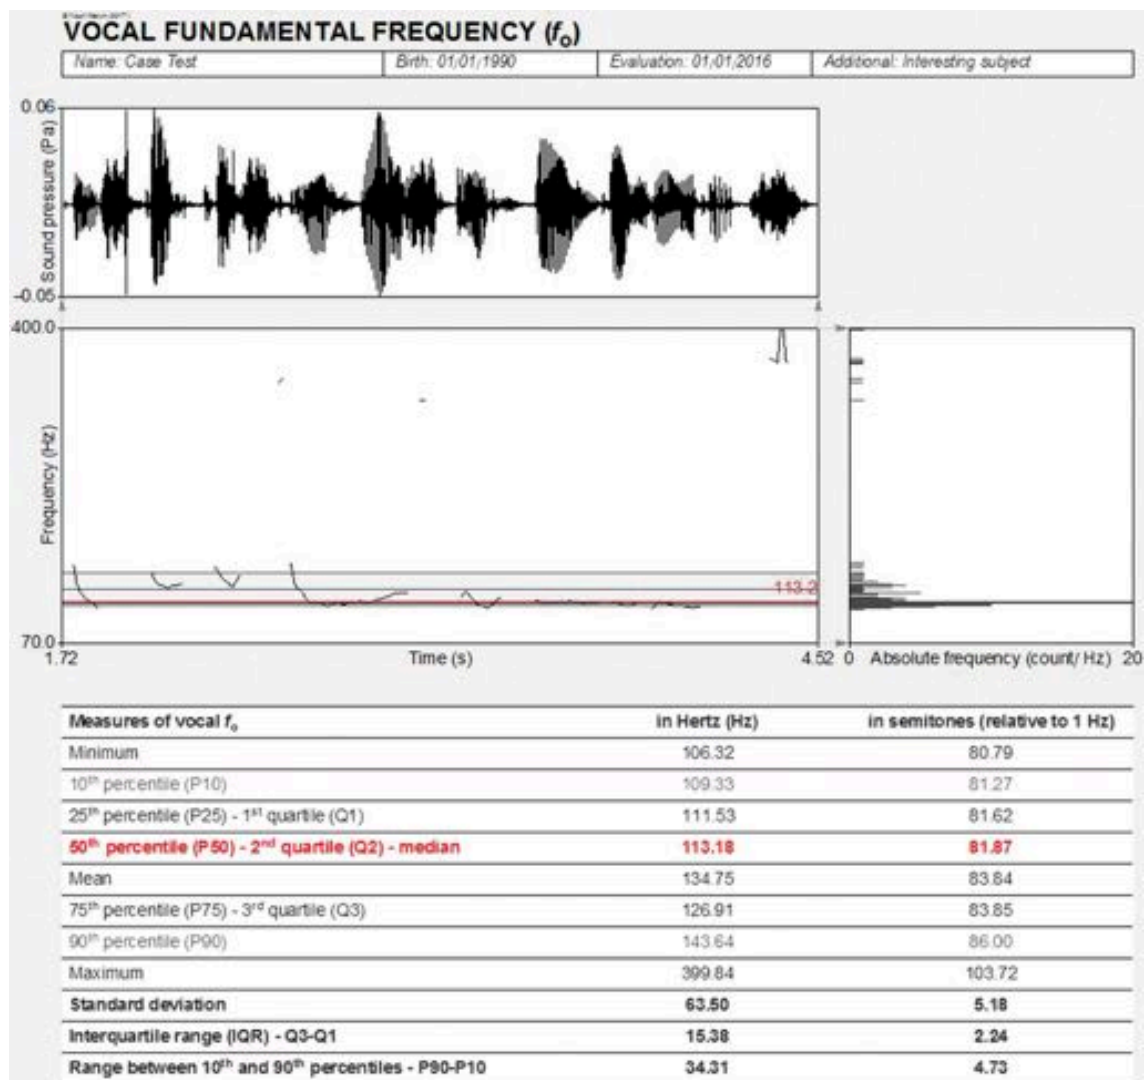 VOCAL FUNDAMENTAL FREQUENCY (fo)
Name: Case Test Birth: 01/01/1990 Evaluation: 01/01/2016 Additional: Interesting subject
0.06
Sound pressure (Pa)
-0.05
400.0
Frequency (Hz)
113.2
70.0
1.72 Time (s) 4.52 0 Absolute frequency (count/Hz) 20
Measures of vocal fo in Hertz (Hz) in semitones (relative to 1 Hz)
Minimum 106.32 80.79
10th percentile (P10) 109.33 81.27
25th percentile (P25) - 1st quartile (Q1) 111.53 81.62
50th percentile (P50) - 2nd quartile (Q2) - median 113.18 81.87
Mean 134.75 83.84
75th percentile (P75) - 3rd quartile (Q3) 126.91 83.85
90th percentile (P90) 143.64 86.00
Maximum 399.84 103.72
Standard deviation 63.50 5.18
Interquartile range (IQR) - Q3-Q1 15.38 2.24
Range between 10th and 90th percentiles - P90-P10 34.31 4.73